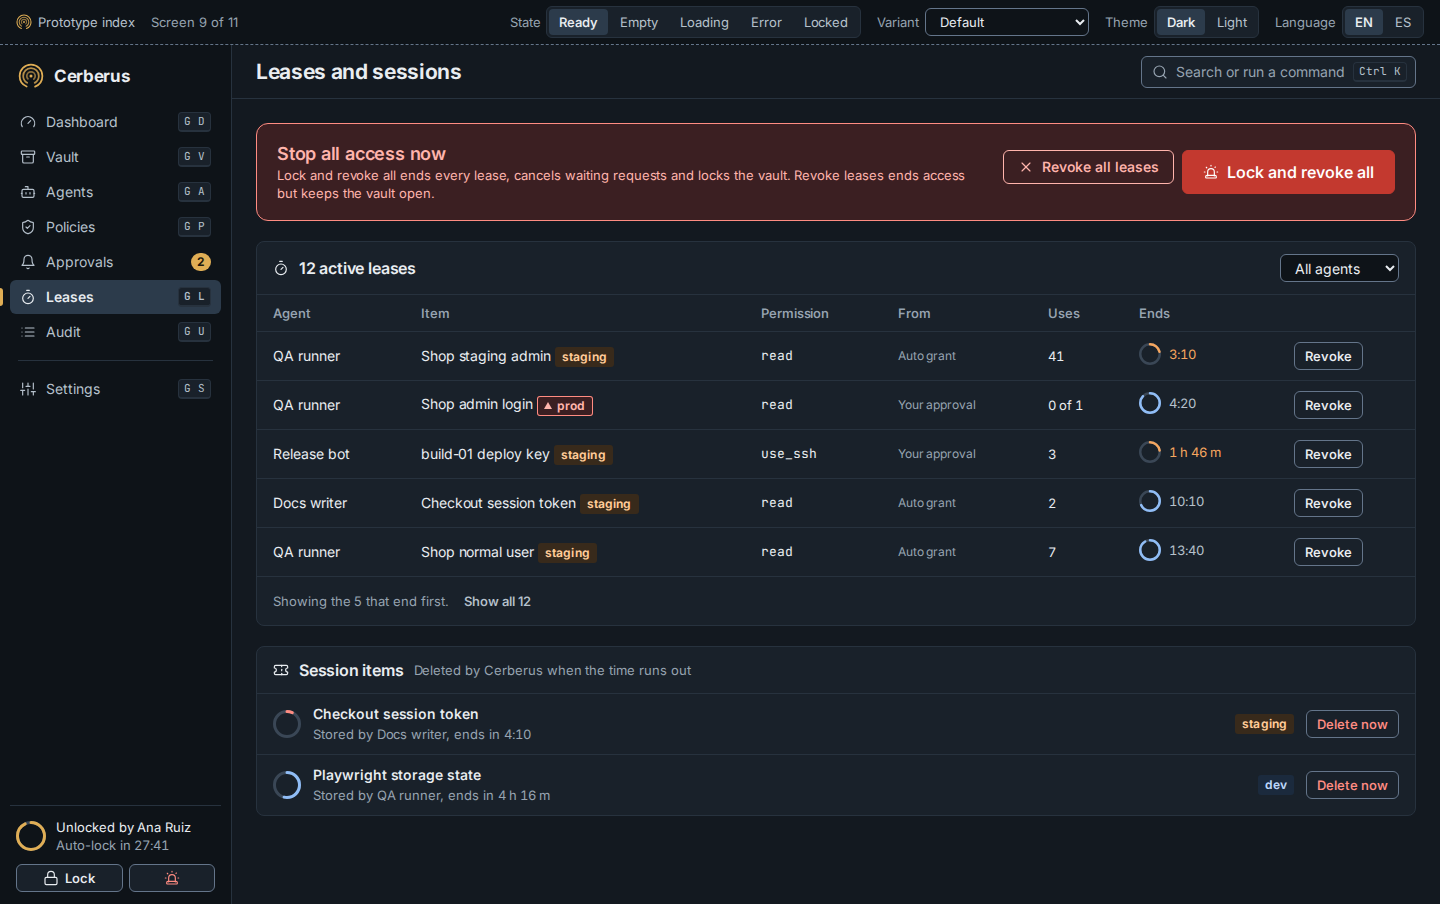 Prototype index Screen 9 of 11 State Ready Empty Loading Error Locked Variant Default Theme Dark Light Language EN ES
Cerberus
Dashboard G D
Vault G V
Agents G A
Policies G P
Approvals 2
Leases G L
Audit G U
Settings G S
Unlocked by Ana Ruiz
Auto-lock in 27:41
Lock
Leases and sessions
Search or run a command Ctrl K
Stop all access now
Lock and revoke all ends every lease, cancels waiting requests and locks the vault. Revoke leases ends access
but keeps the vault open.
Revoke all leases
Lock and revoke all
12 active leases All agents
Agent Item Permission From Uses Ends
QA runner Shop staging admin staging read Auto grant 41 3:10 Revoke
QA runner Shop admin login prod read Your approval 0 of 1 4:20 Revoke
Release bot build-01 deploy key staging use_ssh Your approval 3 1 h 46 m Revoke
Docs writer Checkout session token staging read Auto grant 2 10:10 Revoke
QA runner Shop normal user staging read Auto grant 7 13:40 Revoke
Showing the 5 that end first. Show all 12
Session items Deleted by Cerberus when the time runs out
Checkout session token
Stored by Docs writer, ends in 4:10
staging Delete now
Playwright storage state
Stored by QA runner, ends in 4 h 16 m
dev Delete now